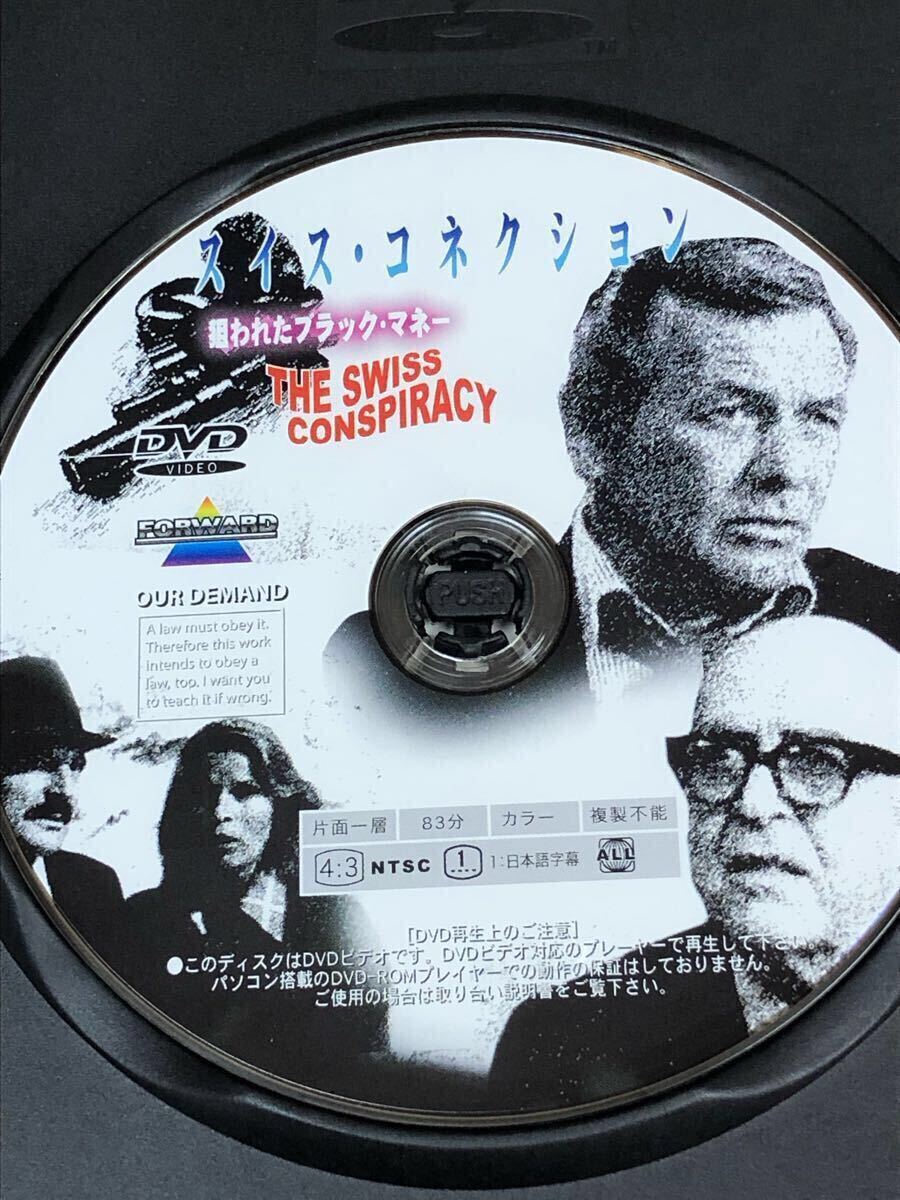 TM
スイス・コネクション
狙われたブラック・マネー
THE SWISS
CONSPIRACY
DVD
VIDEO
FORWARD
OUR DEMAND
A law must obey it.
Therefore this work
intends to obey a
law, top. I want you
to teach it if wrong.
PUSH
片面一層 83分 カラー 複製不能
4:3 NTSC 1 1:日本語字幕 ALL
[DVD再生上のご注意]
●このディスクはDVDビデオです。DVDビデオ対応のプレーヤーで再生して下さい
パソコン搭載のDVD-ROMプレイヤーでの動作の保証はしておりません。
ご使用の場合は取り合い説明書をご覧下さい。